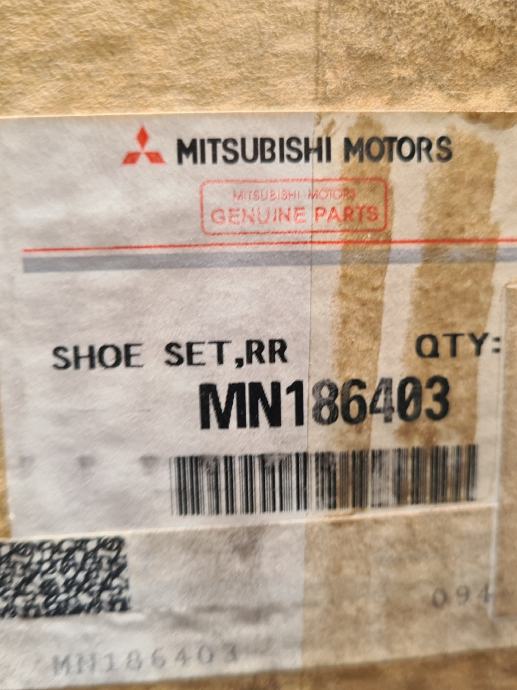 MITSUBISHI MOTORS
MITSUBISHI MOTORS
GENUINE PARTS
SHOE SET,RR QTY:
MN186403
094
MN186403